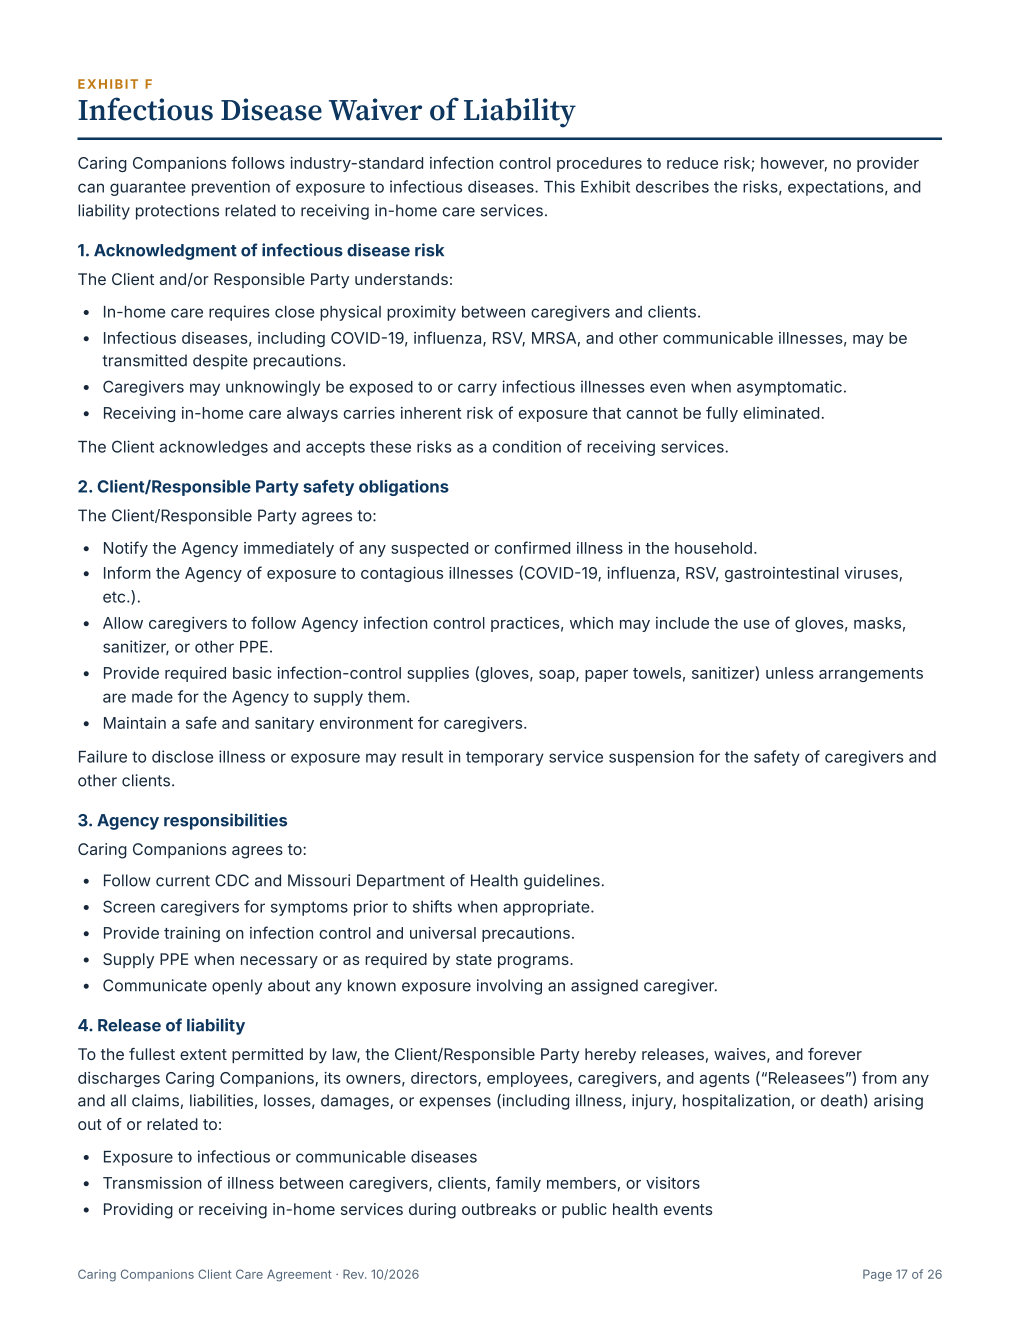 EXHIBIT F
Infectious Disease Waiver of Liability
Caring Companions follows industry-standard infection control procedures to reduce risk; however, no provider
can guarantee prevention of exposure to infectious diseases. This Exhibit describes the risks, expectations, and
liability protections related to receiving in-home care services.
1. Acknowledgment of infectious disease risk
The Client and/or Responsible Party understands:
• In-home care requires close physical proximity between caregivers and clients.
• Infectious diseases, including COVID-19, influenza, RSV, MRSA, and other communicable illnesses, may be
transmitted despite precautions.
• Caregivers may unknowingly be exposed to or carry infectious illnesses even when asymptomatic.
• Receiving in-home care always carries inherent risk of exposure that cannot be fully eliminated.
The Client acknowledges and accepts these risks as a condition of receiving services.
2. Client/Responsible Party safety obligations
The Client/Responsible Party agrees to:
• Notify the Agency immediately of any suspected or confirmed illness in the household.
• Inform the Agency of exposure to contagious illnesses (COVID-19, influenza, RSV, gastrointestinal viruses,
etc.).
• Allow caregivers to follow Agency infection control practices, which may include the use of gloves, masks,
sanitizer, or other PPE.
• Provide required basic infection-control supplies (gloves, soap, paper towels, sanitizer) unless arrangements
are made for the Agency to supply them.
• Maintain a safe and sanitary environment for caregivers.
Failure to disclose illness or exposure may result in temporary service suspension for the safety of caregivers and
other clients.
3. Agency responsibilities
Caring Companions agrees to:
• Follow current CDC and Missouri Department of Health guidelines.
• Screen caregivers for symptoms prior to shifts when appropriate.
• Provide training on infection control and universal precautions.
• Supply PPE when necessary or as required by state programs.
• Communicate openly about any known exposure involving an assigned caregiver.
4. Release of liability
To the fullest extent permitted by law, the Client/Responsible Party hereby releases, waives, and forever
discharges Caring Companions, its owners, directors, employees, caregivers, and agents (“Releasees”) from any
and all claims, liabilities, losses, damages, or expenses (including illness, injury, hospitalization, or death) arising
out of or related to:
• Exposure to infectious or communicable diseases
• Transmission of illness between caregivers, clients, family members, or visitors
• Providing or receiving in-home services during outbreaks or public health events
Caring Companions Client Care Agreement · Rev. 10/2026
Page 17 of 26